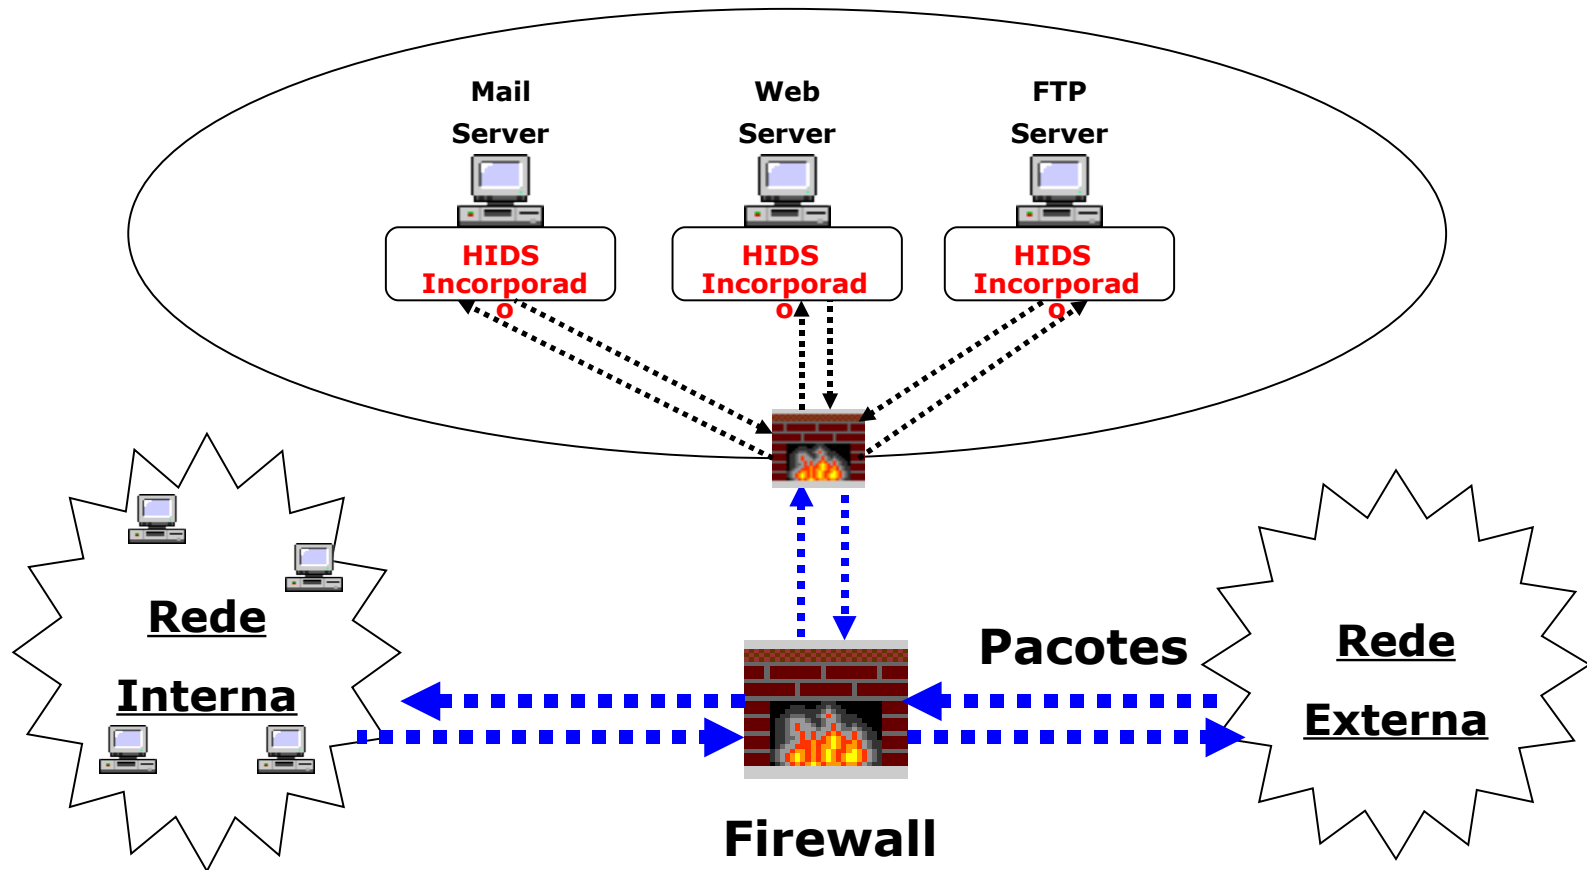 Mail
Server
Web
Server
FTP
Server
HIDS
Incorporad
o
HIDS
Incorporad
o
HIDS
Incorporad
o
Rede
Interna
Pacotes
Rede
Externa
Firewall